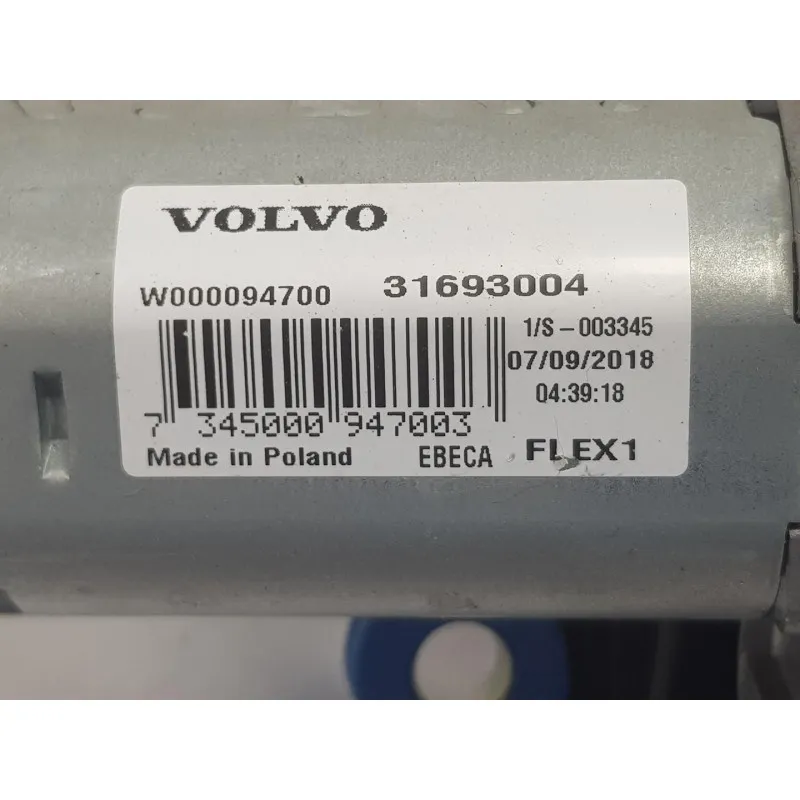 VOLVO
W000094700 31693004
1/S-003345
07/09/2018
04:39:18
7 345000 947003
Made in Poland EBECA FLEX1